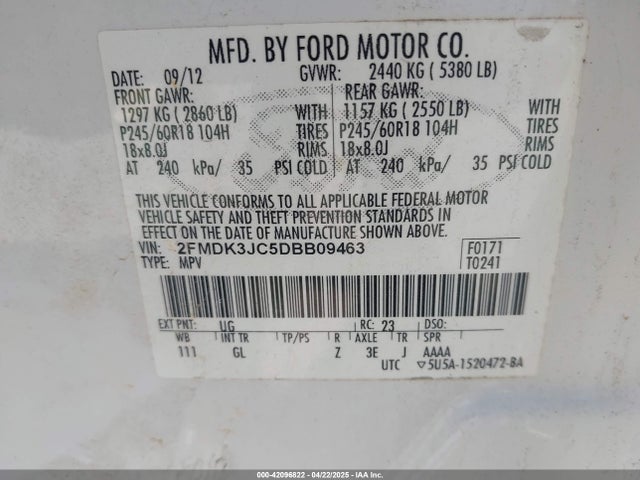 MFD. BY FORD MOTOR CO.
DATE: 09/12 GVWR: 2440 KG ( 5380 LB)
FRONT GAWR: REAR GAWR:
1297 KG ( 2860 LB) WITH 1157 KG ( 2550 LB) WITH
P245/60R18 104H TIRES P245/60R18 104H TIRES
18x8.0J RIMS 18x8.0J RIMS
AT 240 kPa/ 35 PSI COLD AT 240 kPa/ 35 PSI COLD
THIS VEHICLE CONFORMS TO ALL APPLICABLE FEDERAL MOTOR
VEHICLE SAFETY AND THEFT PREVENTION STANDARDS IN
EFFECT ON THE DATE OF MANUFACTURE SHOWN ABOVE.
VIN: 2FMDK3JC5DBB09463 F0171
TYPE: MPV T0241
EXT PNT: UG RC: 23 DSO:
WB INT TR TP/PS R AXLE TR SPR
111 GL Z 3E J AAAA
UTC ▽5U5A-1520472-BA
000-42096822 - 04/22/2025 - IAAI Inc. Copyright